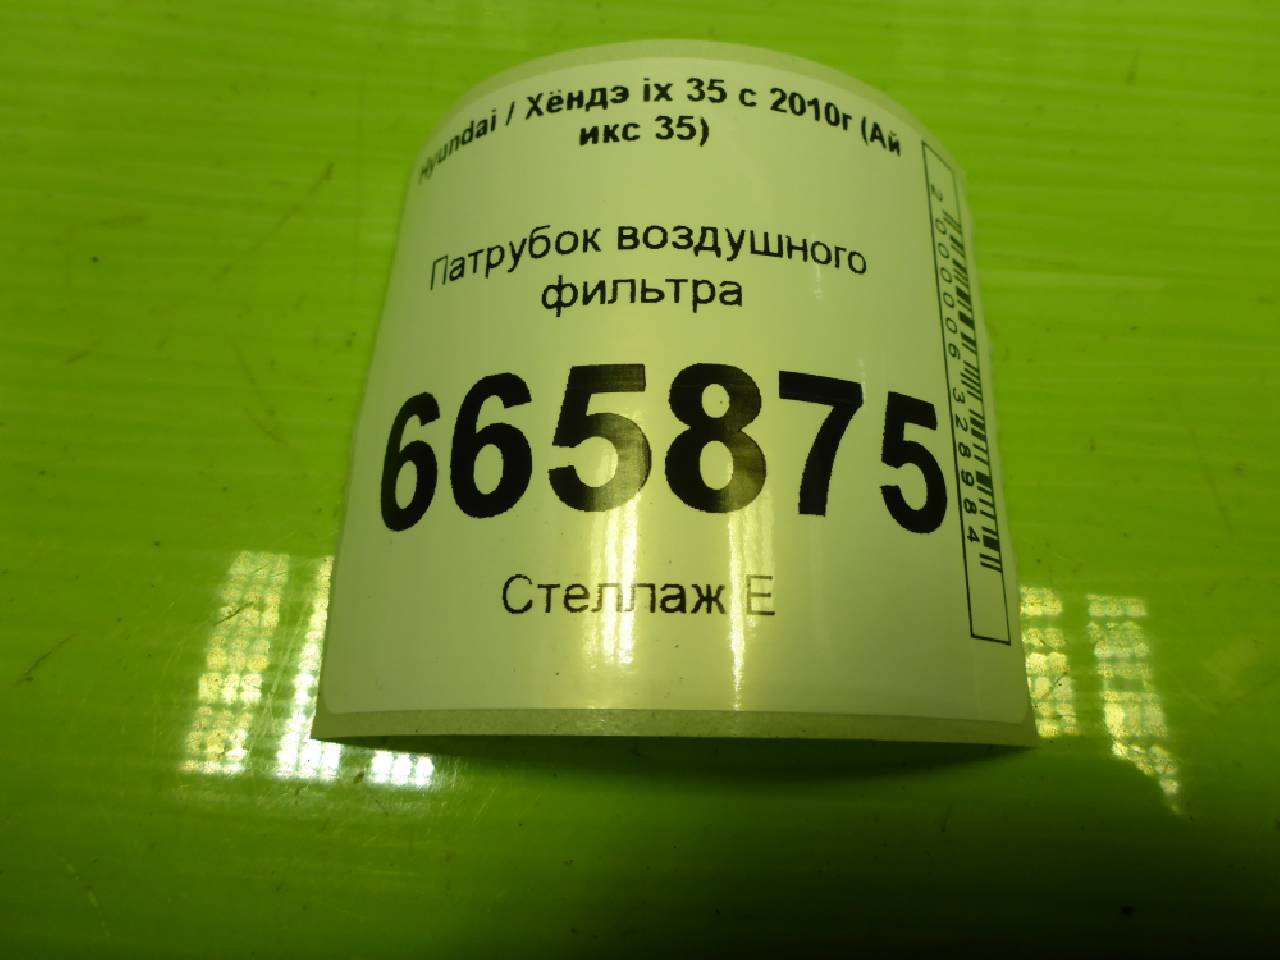 Hyundai / Хёндэ ix 35 с 2010г (Ай
икс 35)
Патрубок воздушного
фильтра
665875
Стеллаж Е
2000006328984